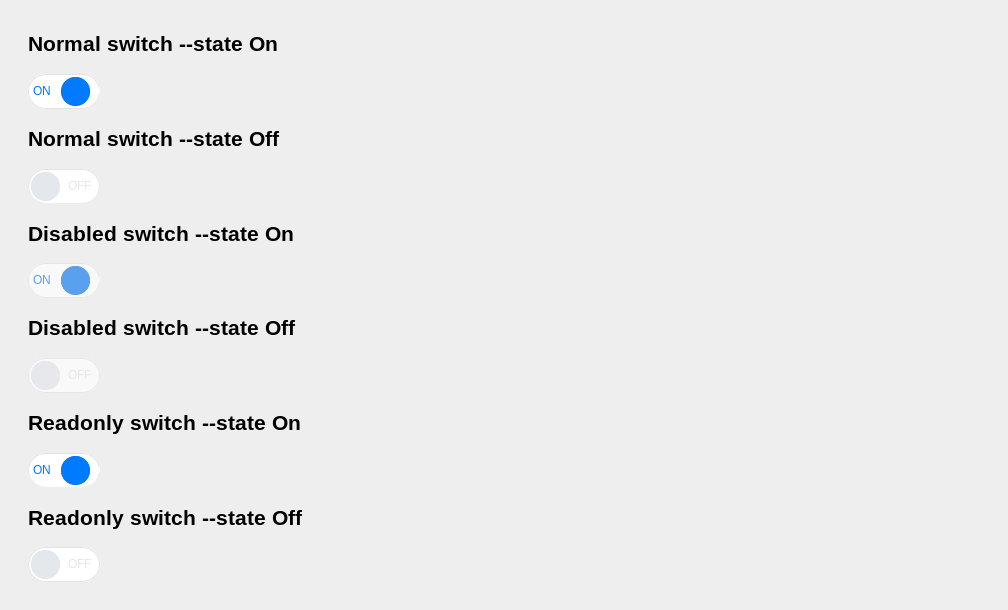 Normal switch --state On
ON
Normal switch --state Off
OFF
Disabled switch --state On
ON
Disabled switch --state Off
OFF
Readonly switch --state On
ON
Readonly switch --state Off
OFF